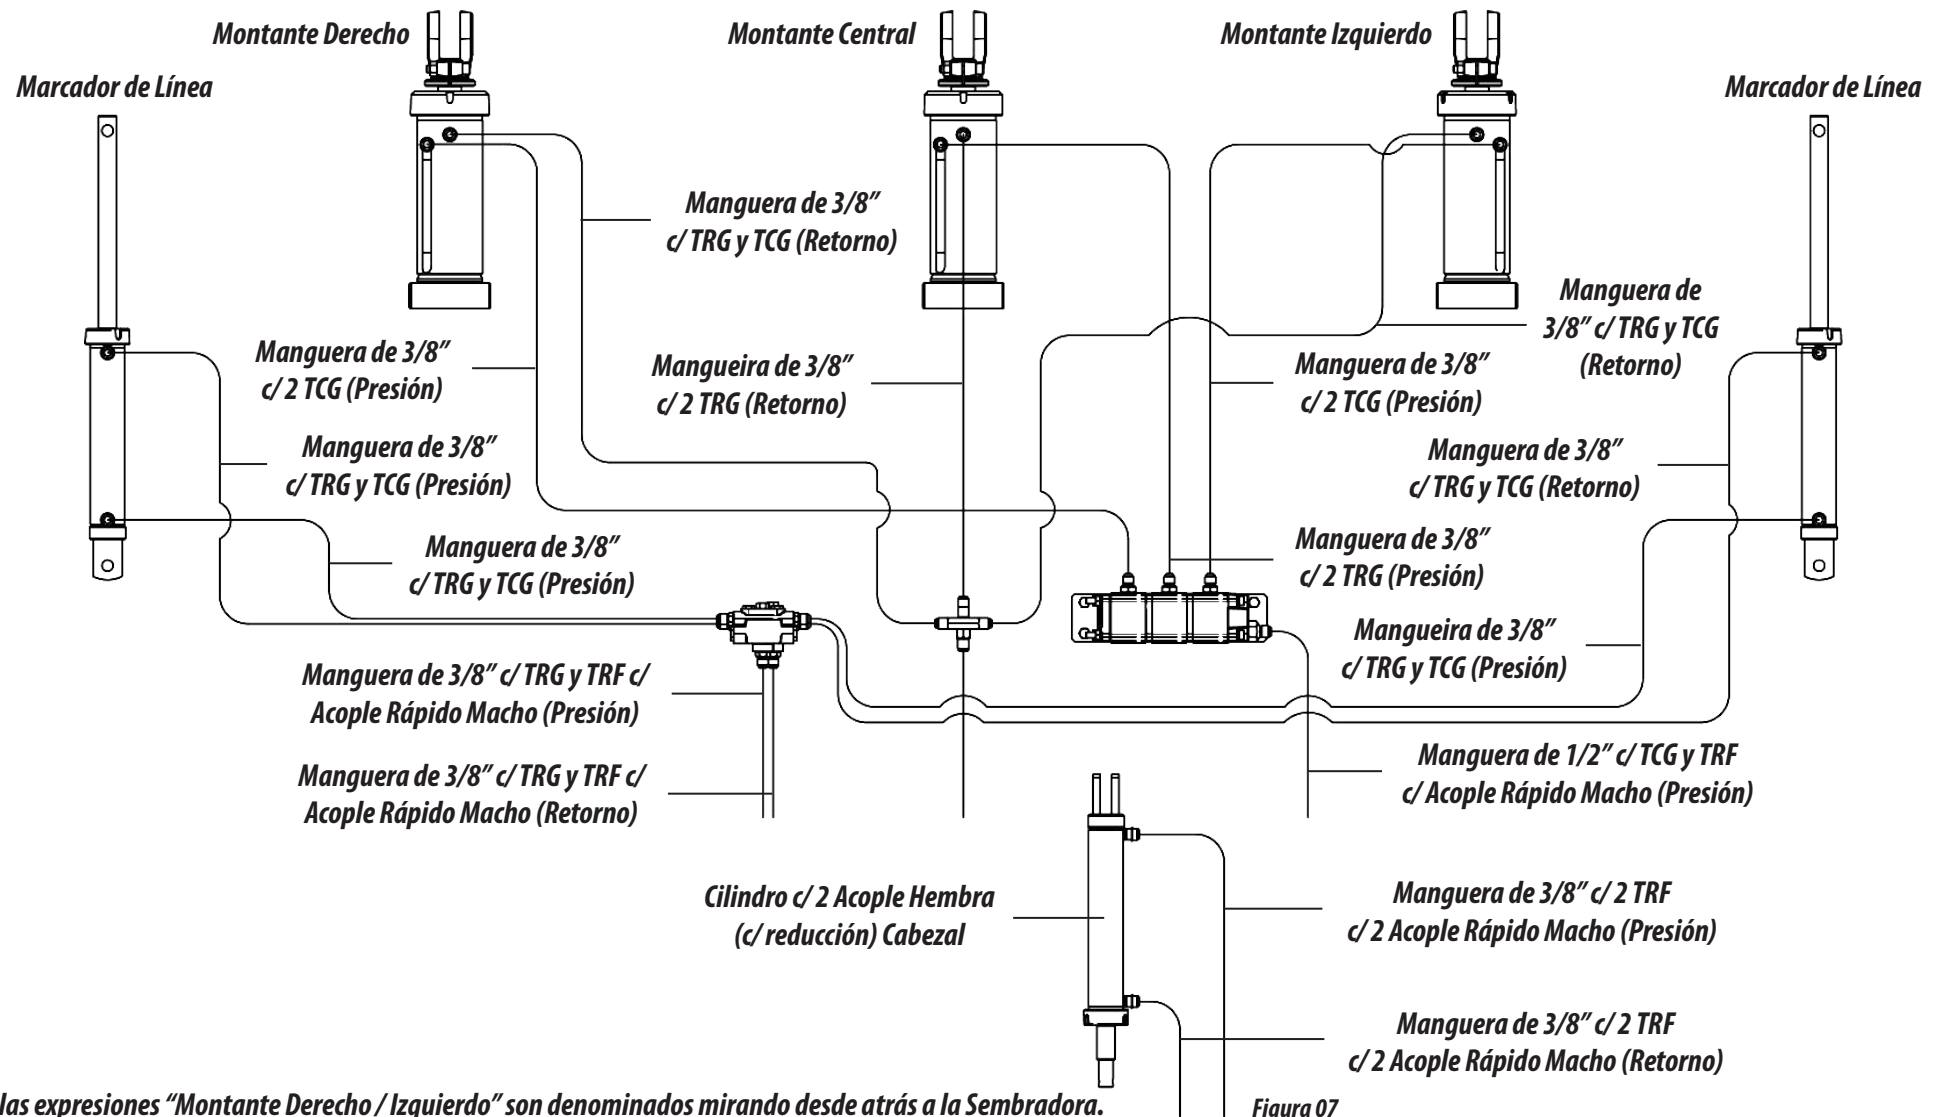 Montante Derecho
Montante Central
Montante Izquierdo
Marcador de Línea
Marcador de Línea
Manguera de 3/8”
c/ TRG y TCG (Retorno)
Manguera de
3/8” c/ TRG y TCG
(Retorno)
Manguera de 3/8”
c/ 2 TCG (Presión)
Mangueira de 3/8”
c/ 2 TRG (Retorno)
Manguera de 3/8”
c/ 2 TCG (Presión)
Manguera de 3/8”
c/ TRG y TCG (Presión)
Manguera de 3/8”
c/ TRG y TCG (Retorno)
Manguera de 3/8”
c/ TRG y TCG (Presión)
Manguera de 3/8”
c/ 2 TRG (Presión)
Mangueira de 3/8”
c/ TRG y TCG (Presión)
Manguera de 3/8” c/ TRG y TRF c/
Acople Rápido Macho (Presión)
Manguera de 3/8” c/ TRG y TRF c/
Acople Rápido Macho (Retorno)
Manguera de 1/2” c/ TCG y TRF
c/ Acople Rápido Macho (Presión)
Cilindro c/ 2 Acople Hembra
(c/ reducción) Cabezal
Manguera de 3/8” c/ 2 TRF
c/ 2 Acople Rápido Macho (Presión)
Manguera de 3/8” c/ 2 TRF
c/ 2 Acople Rápido Macho (Retorno)
las expresiones “Montante Derecho / Izquierdo” son denominados mirando desde atrás a la Sembradora.
Figura 07